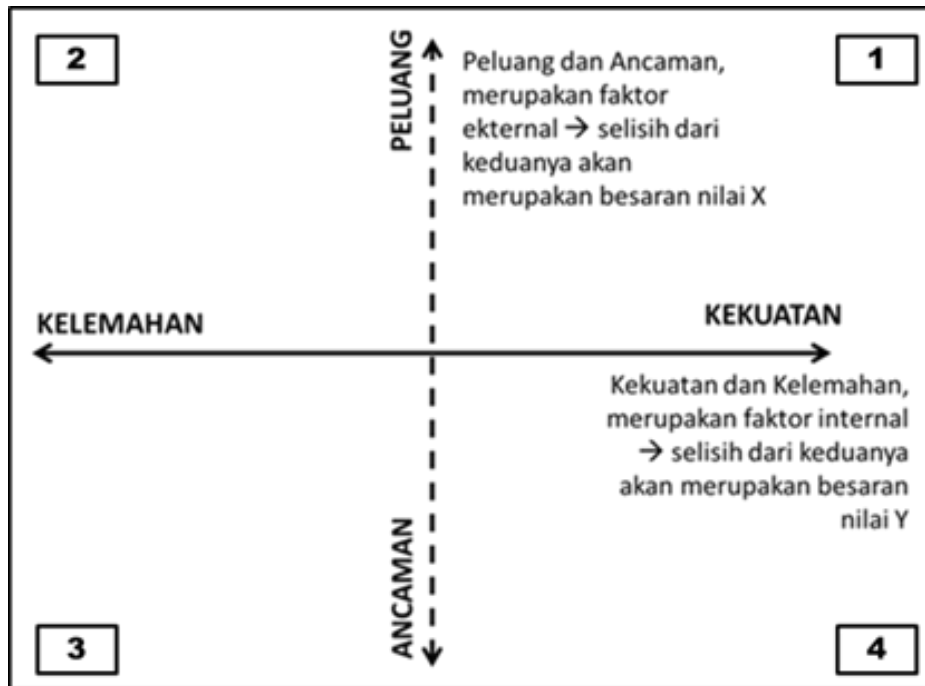 2
PELUANG
1
Peluang dan Ancaman,
merupakan faktor
ekternal → selisih dari
keduanya akan
merupakan besaran nilai X
KELEMAHAN
KEKUATAN
Kekuatan dan Kelemahan,
merupakan faktor internal
→ selisih dari keduanya
akan merupakan besaran
nilai Y
ANCAMAN
3
4